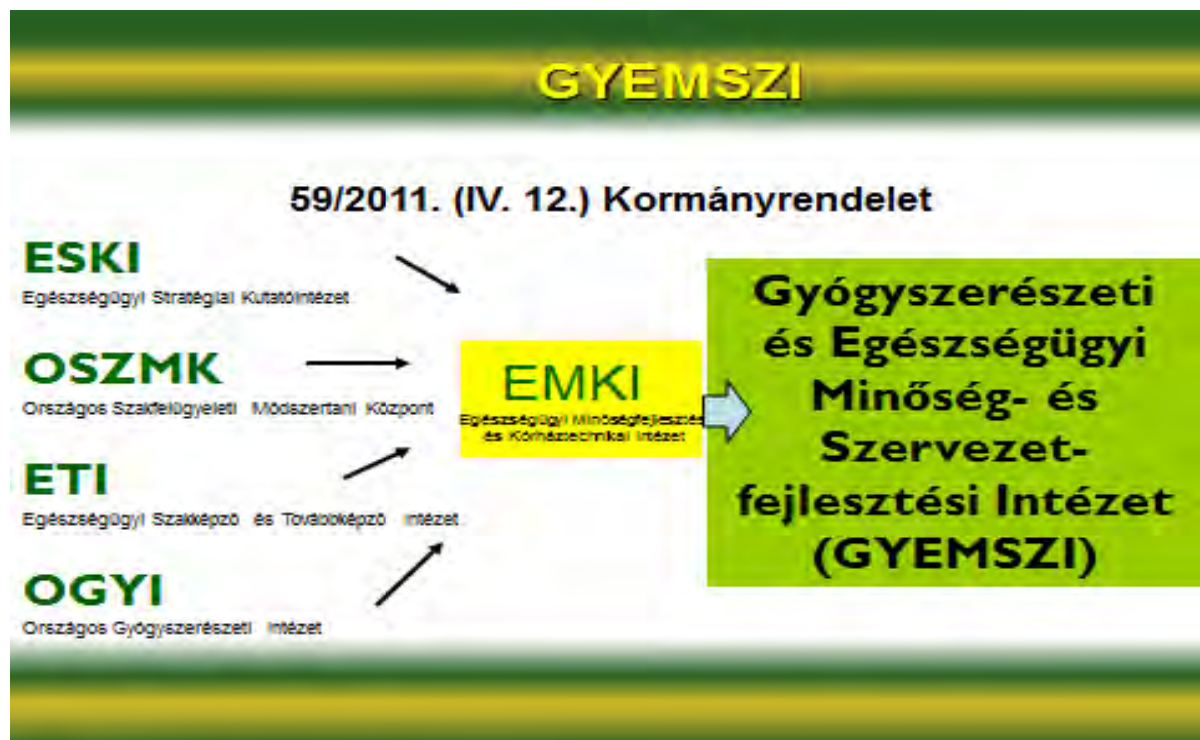 GYEMSZI
59/2011. (IV. 12.) Kormányrendelet
ESKI
Egészségügyi Stratégiai Kutatóintézet
OSZMK
Országos Szakfelügyeleti Módszertani Központ
ETI
Egészségügyi Szakképző és Továbbképző Intézet
OGYI
Országos Gyógyszerészeti Intézet
EMKI
Egészségügyi Minőségfejlesztés
és Kórháztechnikai Intézet
Gyógyszerészeti
és Egészségügyi
Minőség- és
Szervezet-
fejlesztési Intézet
(GYEMSZI)